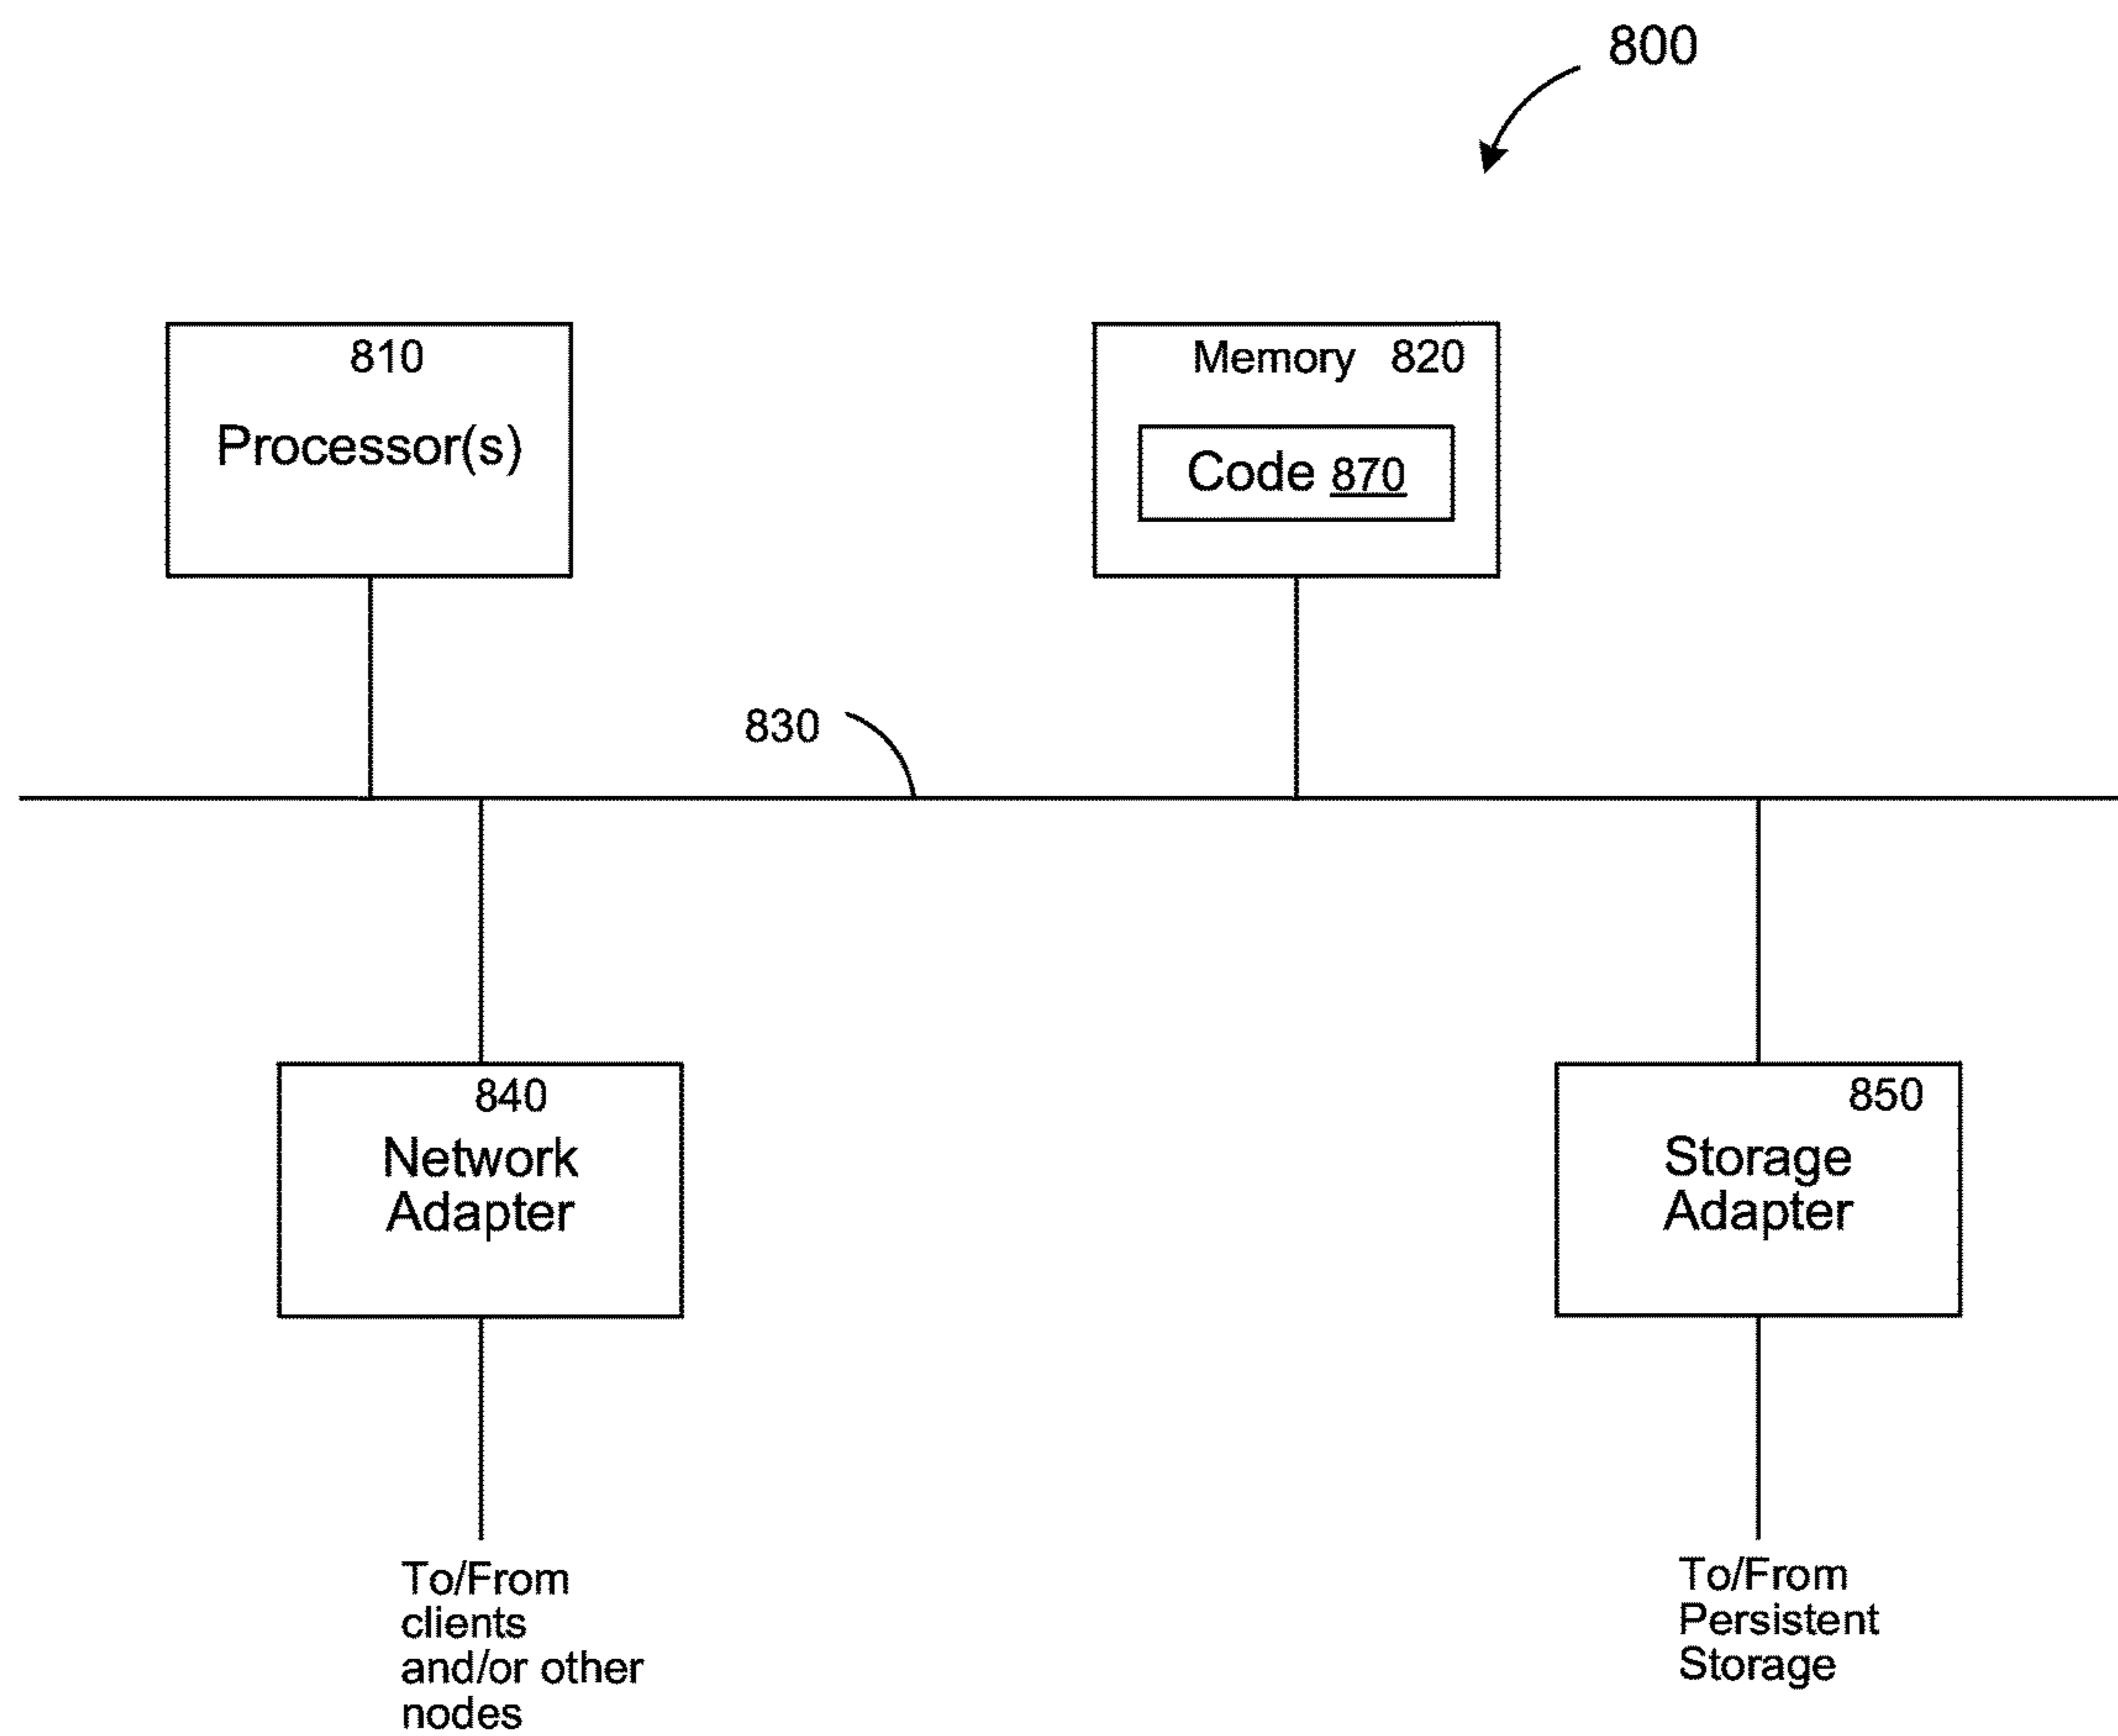 800
810
Processor(s)
Memory 820
Code 870
830
840
Network
Adapter
850
Storage
Adapter
To/From
clients
and/or other
nodes
To/From
Persistent
Storage